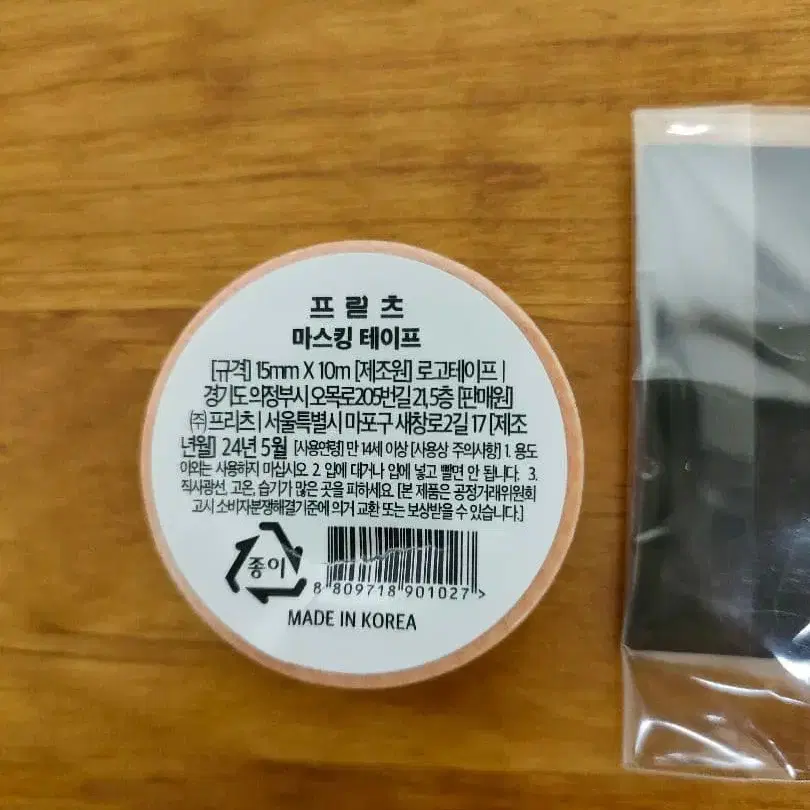 프릳츠
마스킹 테이프
[규격] 15mm X 10m [제조원] 로고테이프 |
경기도 의정부시 오목로205번길 21, 5층 [판매원]
㈜ 프리츠 | 서울특별시 마포구 새창로2길 17 [제조
년월] 24년 5월 [사용연령] 만 14세 이상 [사용상 주의사항] 1. 용도
이외는 사용하지 마십시오. 2. 입에 대거나 입에 넣고 빨면 안 됩니다. 3.
직사광선, 고온, 습기가 많은 곳을 피하세요. [본 제품은 공정거래위원회
고시 소비자분쟁해결기준에 의거 교환 또는 보상받을 수 있습니다.]
종이
8 809718 901027 >
MADE IN KOREA